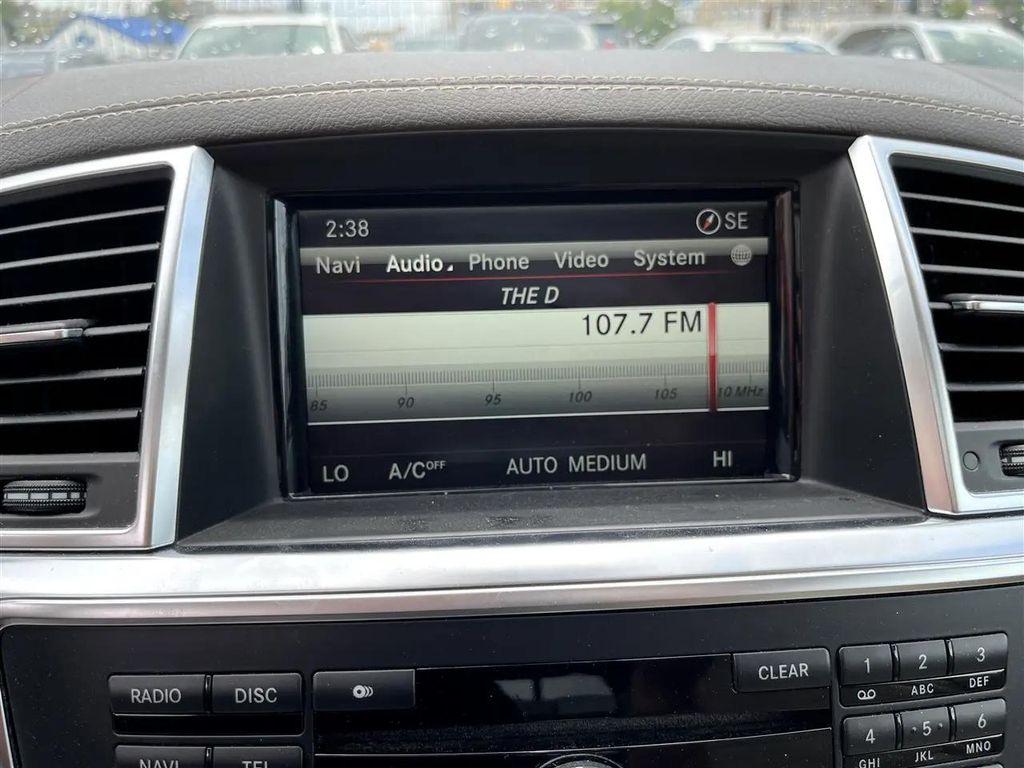 2:38 SE
Navi Audio Phone Video System
THE D
107.7 FM
85 90 95 100 105 10 MHz
LO A/C OFF AUTO MEDIUM HI
RADIO DISC CLEAR 1 2 3
ABC DEF
4 5 6
GHI JKL MNO
NAVI TEL